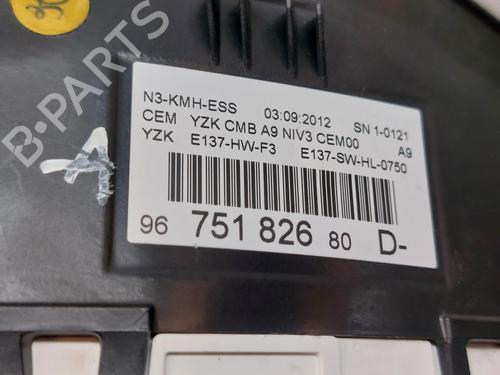 N3-KMH-ESS 03:09:2012 SN 1-0121
CEM YZK CMB A9 NIV3 CEM00 A9
YZK E137-HW-F3 E137-SW-HL-0750
96 751 826 80 D-
A
B-PARTS